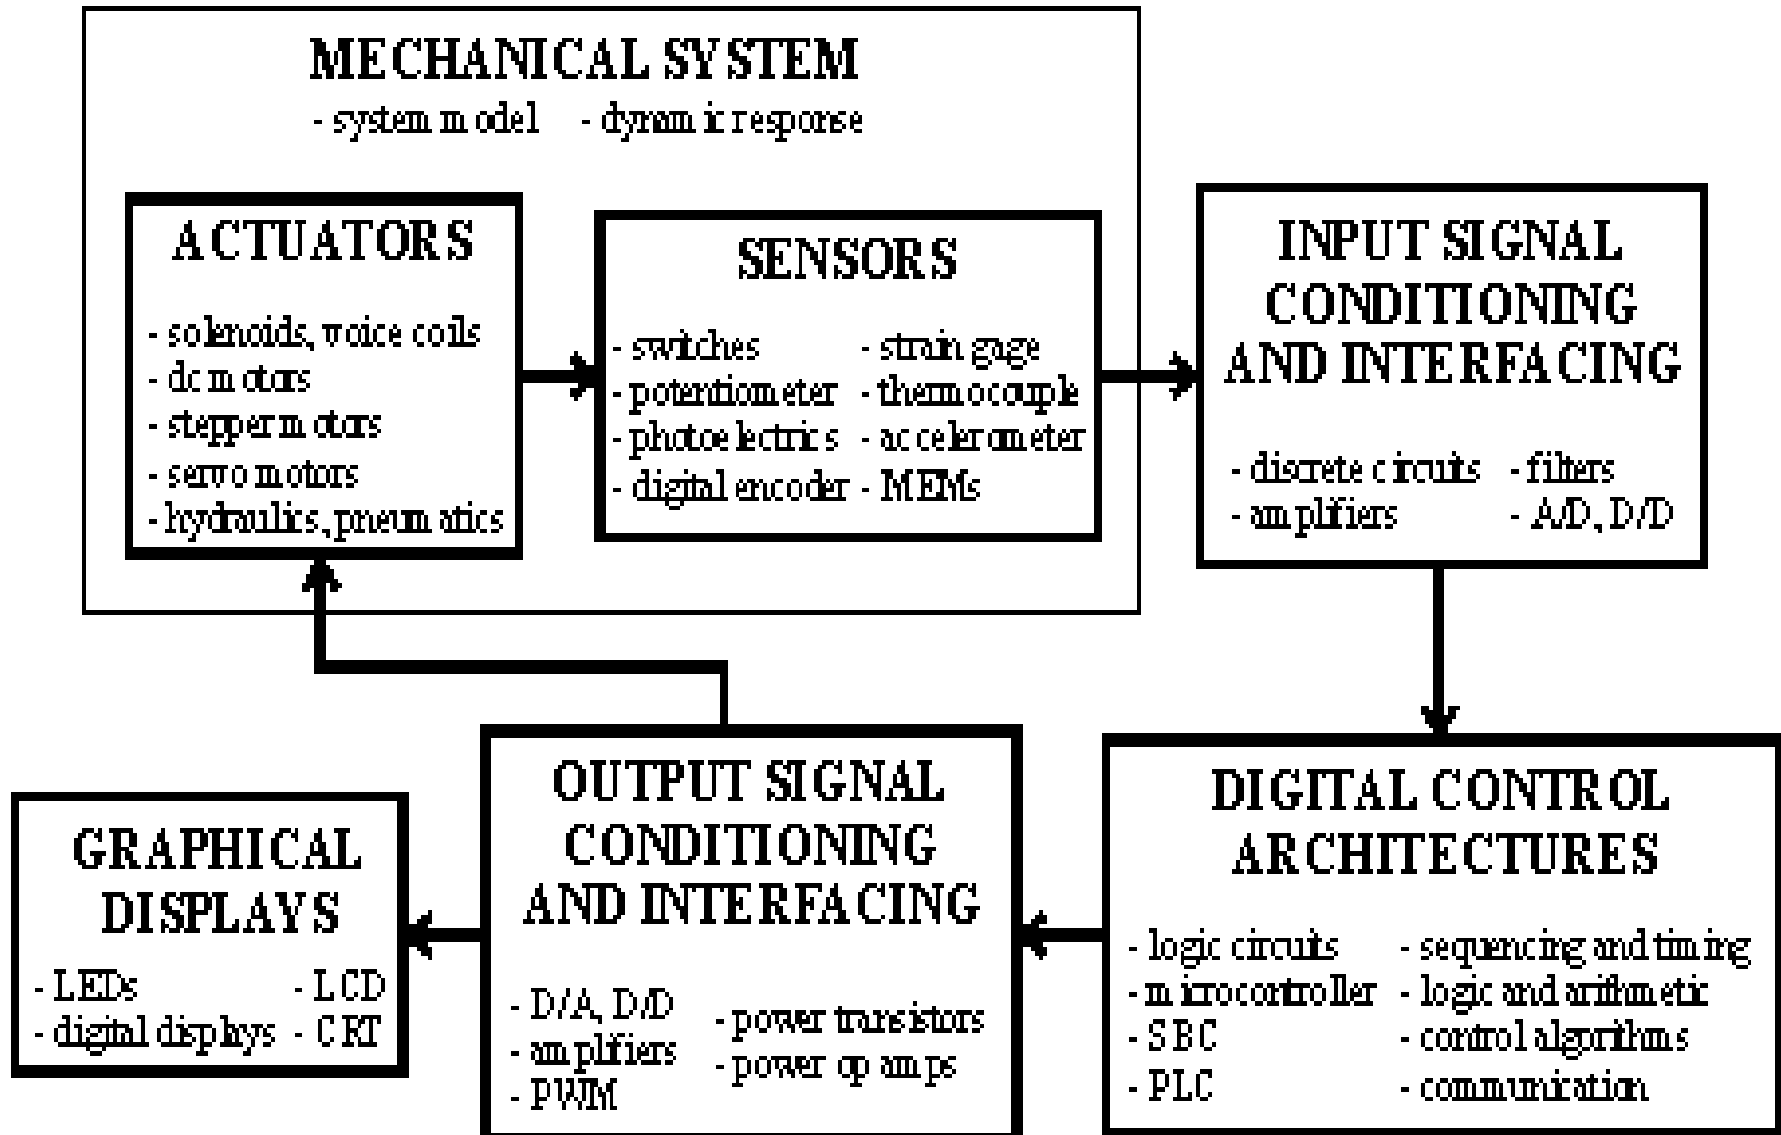 MECHANICAL SYSTEM
- system model - dynamic response
ACTUATORS
- solenoids, voice coils
- dc motors
- stepper motors
- servo motors
- hydraulics, pneumatics
SENSORS
- switches - strain gage
- potentiometer - thermocouple
- photoelectrics - accelerometer
- digital encoder - MEMs
INPUT SIGNAL
CONDITIONING
AND INTERFACING
- discrete circuits - filters
- amplifiers - A/D, D/D
GRAPHICAL
DISPLAYS
- LEDs - LCD
- digital displays - CRT
OUTPUT SIGNAL
CONDITIONING
AND INTERFACING
- D/A, D/D - power transistors
- amplifiers - power op amps
- PWM
DIGITAL CONTROL
ARCHITECTURES
- logic circuits - sequencing and timing
- microcontroller - logic and arithmetic
- SBC - control algorithms
- PLC - communication